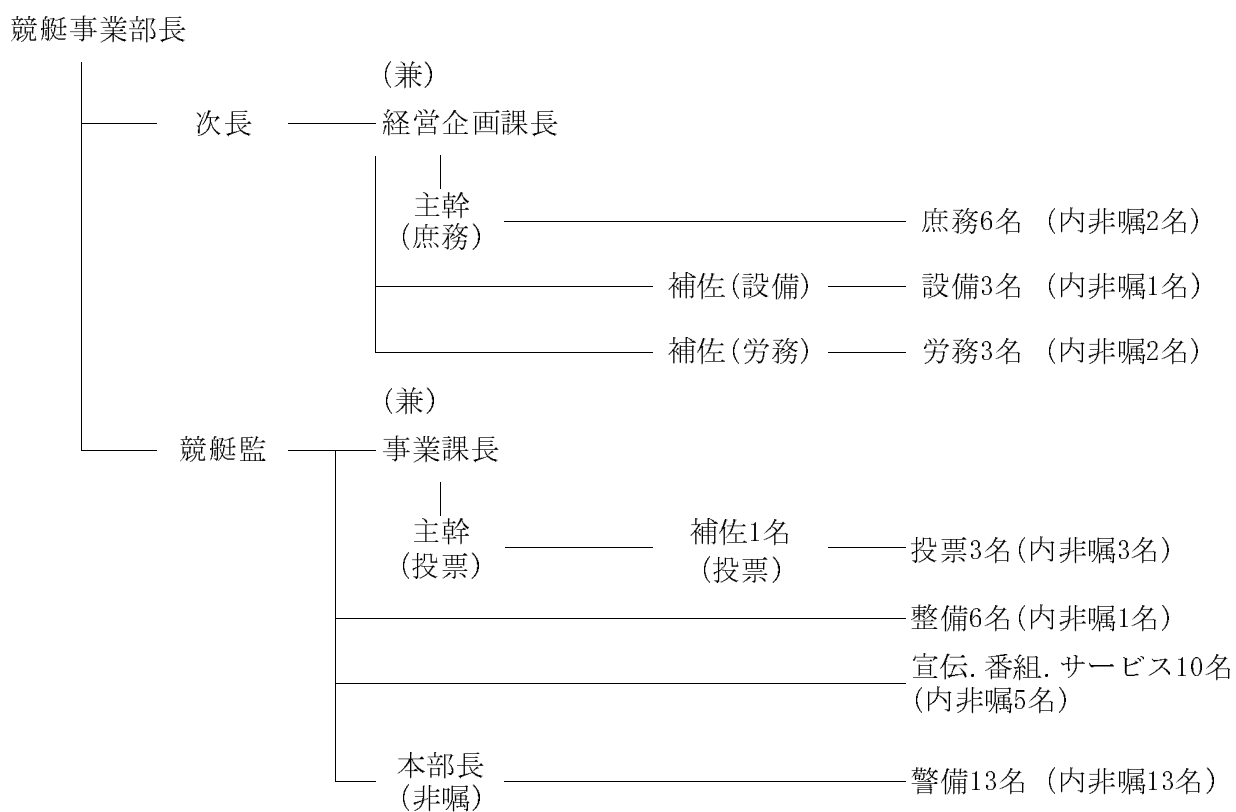 競艇事業部長
(兼)
次長 経営企画課長
主幹
(庶務) 庶務6名 (内非嘱2名)
補佐(設備) 設備3名 (内非嘱1名)
補佐(労務) 労務3名 (内非嘱2名)
(兼)
競艇監 事業課長
主幹
(投票)
補佐1名
(投票)
投票3名(内非嘱3名)
整備6名(内非嘱1名)
宣伝.番組.サービス10名
(内非嘱5名)
本部長
(非嘱) 警備13名 (内非嘱13名)